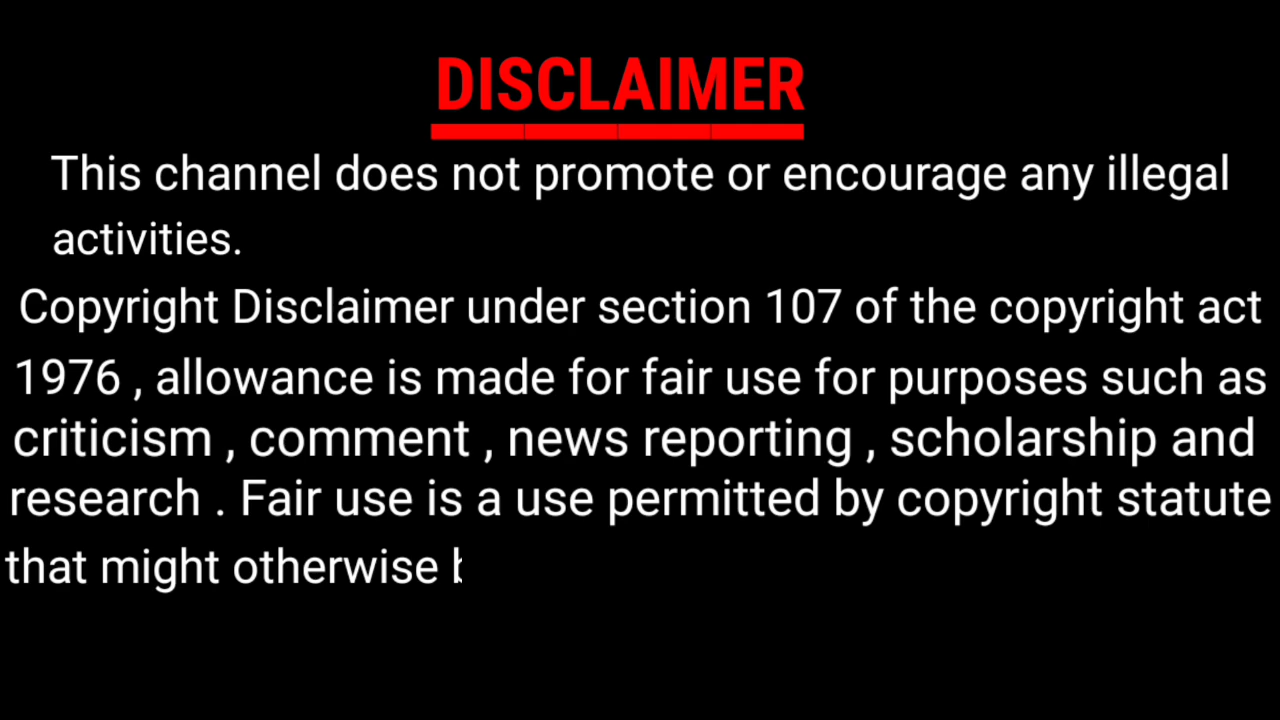 DISCLAIMER
This channel does not promote or encourage any illegal
activities.
Copyright Disclaimer under section 107 of the copyright act
1976 , allowance is made for fair use for purposes such as
criticism , comment , news reporting , scholarship and
research . Fair use is a use permitted by copyright statute
that might otherwise